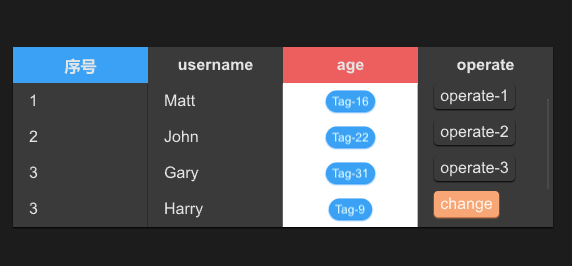 序号 username age operate
1 Matt Tag-16 operate-1
2 John Tag-22 operate-2
3 Gary Tag-31 operate-3
3 Harry Tag-9 change